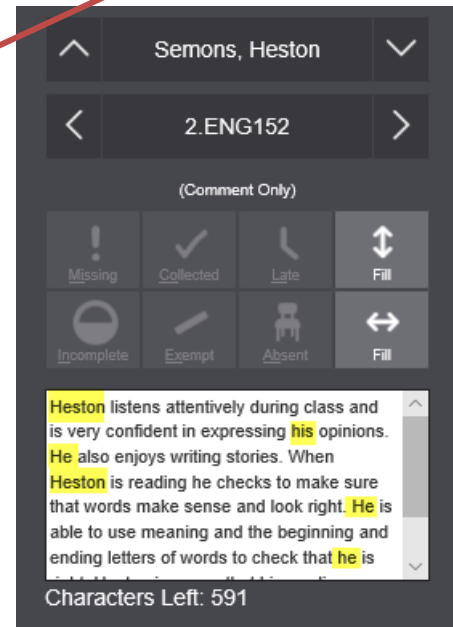 Semons, Heston
2.ENG152
(Comment Only)
Missing Collected Late Fill
Incomplete Exempt Absent Fill
Heston listens attentively during class and
is very confident in expressing his opinions.
He also enjoys writing stories. When
Heston is reading he checks to make sure
that words make sense and look right. He is
able to use meaning and the beginning and
ending letters of words to check that he is
Characters Left: 591